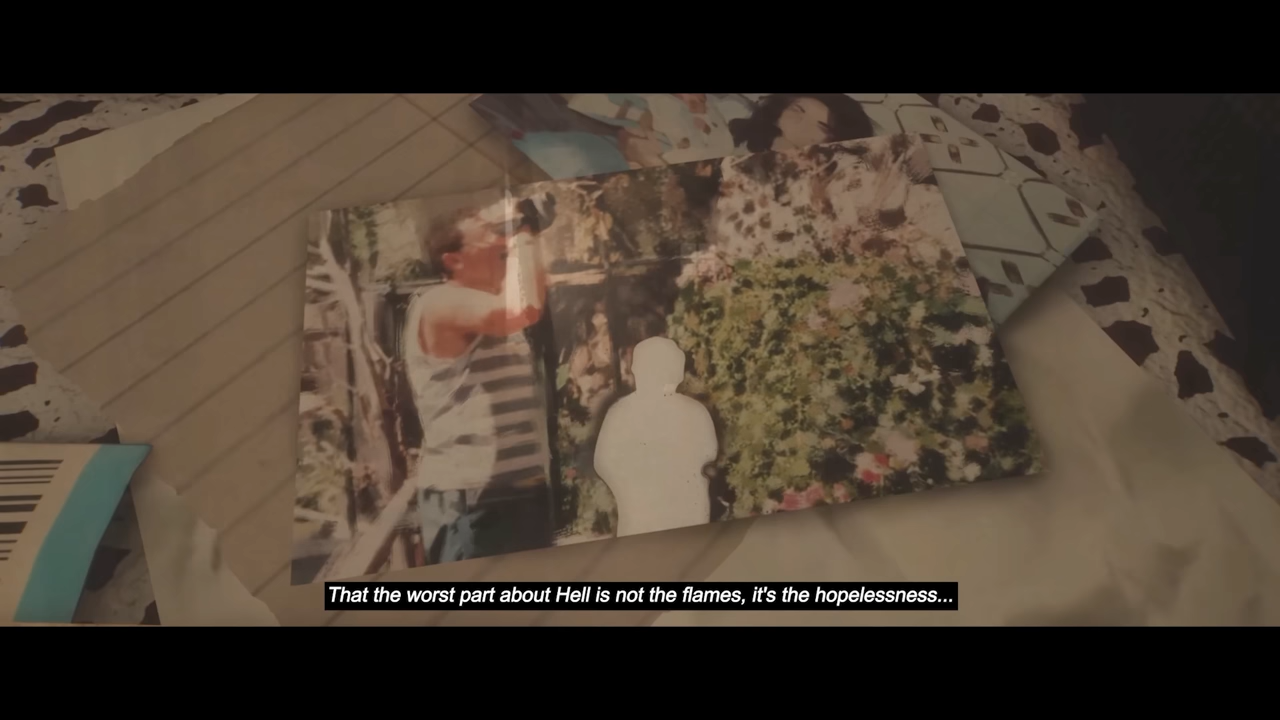 That the worst part about Hell is not the flames, it's the hopelessness...